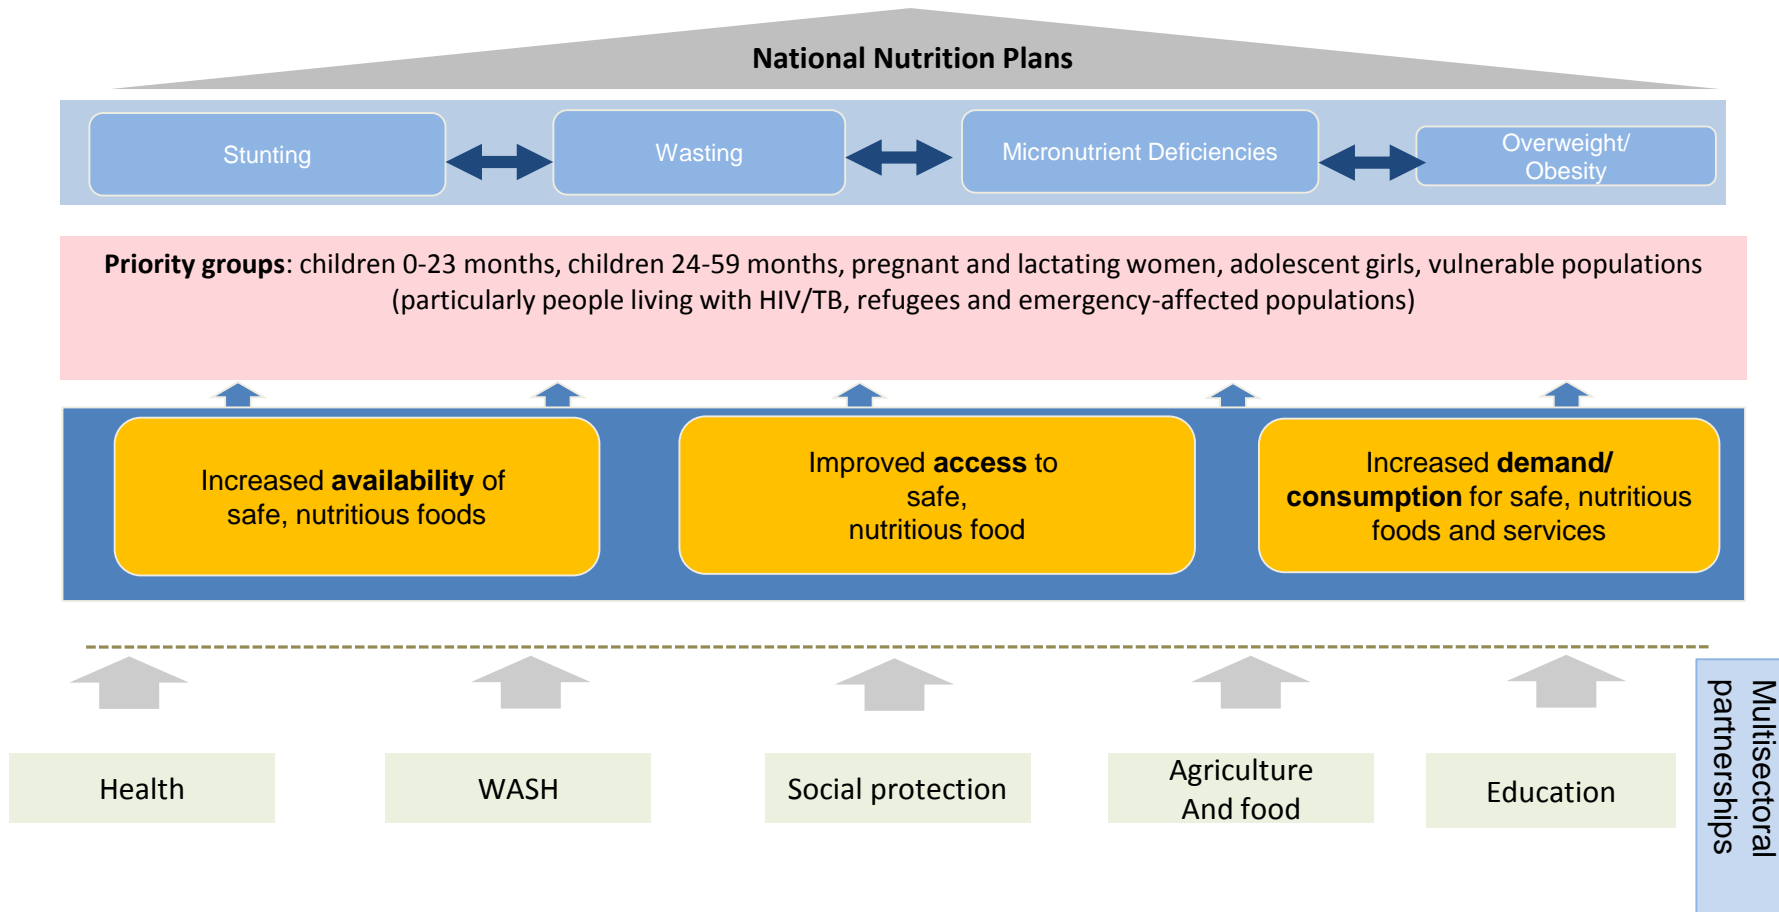 National Nutrition Plans
Stunting
Wasting
Micronutrient Deficiencies
Overweight/
Obesity
Priority groups: children 0-23 months, children 24-59 months, pregnant and lactating women, adolescent girls, vulnerable populations
(particularly people living with HIV/TB, refugees and emergency-affected populations)
Increased availability of
safe, nutritious foods
Improved access to
safe,
nutritious food
Increased demand/
consumption for safe, nutritious
foods and services
Health
WASH
Social protection
Agriculture
And food
Education
Multisectoral
partnerships